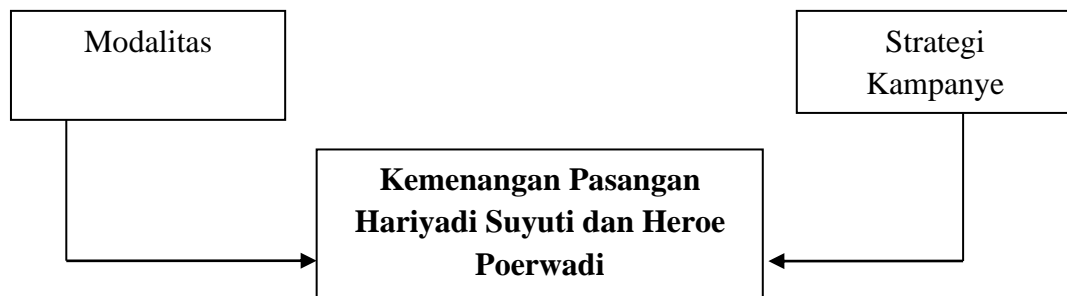 Modalitas
Strategi
Kampanye
Kemenangan Pasangan
Hariyadi Suyuti dan Heroe
Poerwadi